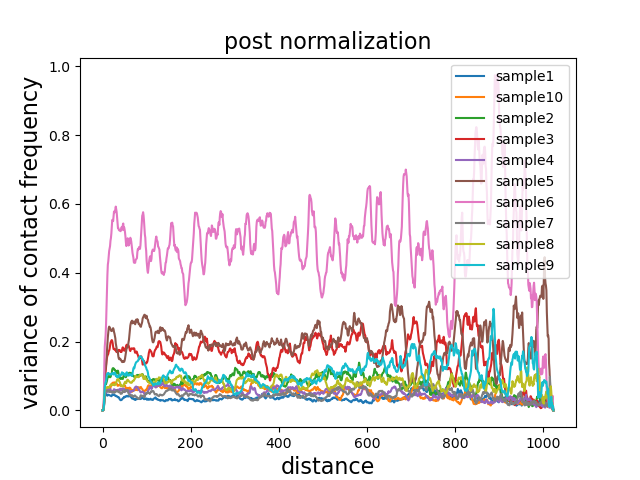 post normalization
variance of contact frequency
1.0
0.8
0.6
0.4
0.2
0.0
sample1
sample10
sample2
sample3
sample4
sample5
sample6
sample7
sample8
sample9
0
200
400
600
800
1000
distance